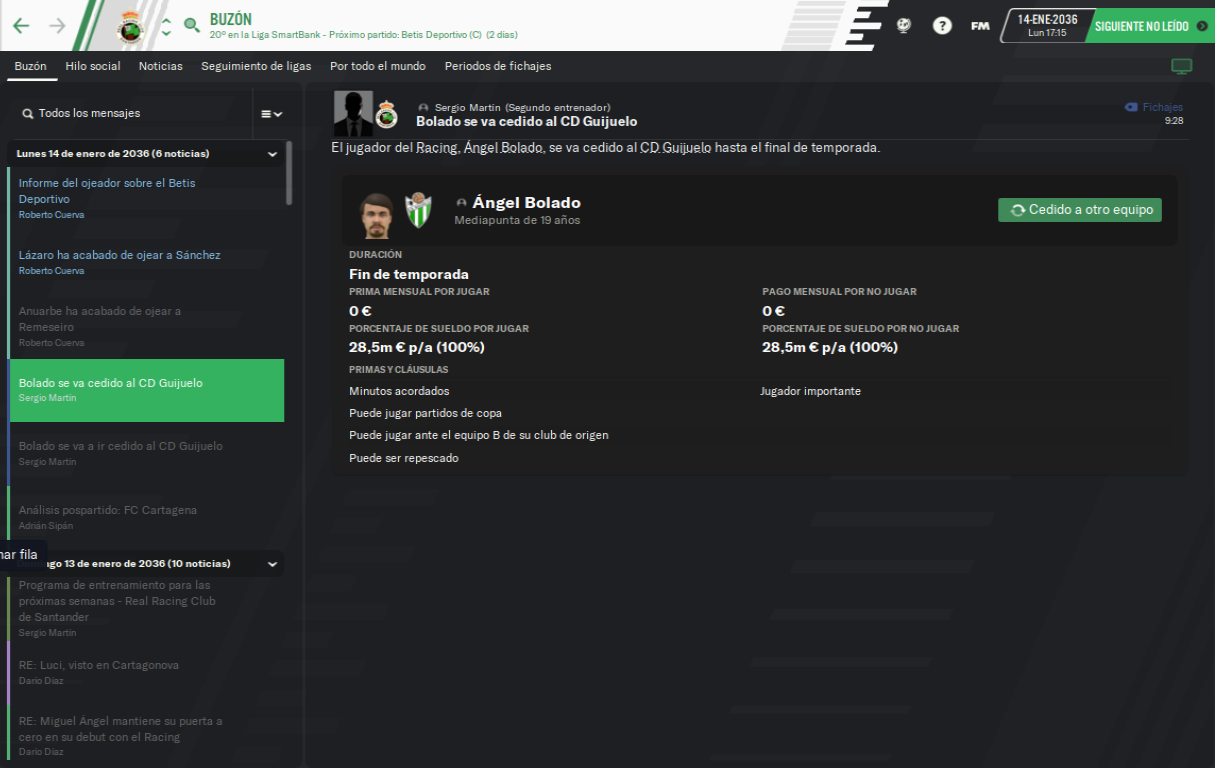 BUZÓN
20º en la Liga SmartBank - Próximo partido: Betis Deportivo (C) (2 días)
?
FM
14-ENE-2036
Lun 17:15
SIGUIENTE NO LEÍDO
Buzón Hilo social Noticias Seguimiento de ligas Por todo el mundo Periodos de fichajes
Todos los mensajes
Lunes 14 de enero de 2036 (6 noticias)
Informe del ojeador sobre el Betis
Deportivo
Roberto Cuerva
Lázaro ha acabado de ojear a Sánchez
Roberto Cuerva
Anuarbe ha acabado de ojear a
Remeseiro
Roberto Cuerva
Bolado se va cedido al CD Guijuelo
Sergio Martín
Bolado se va a ir cedido al CD Guijuelo
Sergio Martín
Análisis pospartido: FC Cartagena
Adrián Sipán
nar fila
ngo 13 de enero de 2036 (10 noticias)
Programa de entrenamiento para las
próximas semanas - Real Racing Club
de Santander
Sergio Martín
RE: Luci, visto en Cartagonova
Darío Díaz
RE: Miguel Ángel mantiene su puerta a
cero en su debut con el Racing
Darío Díaz
Sergio Martín (Segundo entrenador)
Bolado se va cedido al CD Guijuelo
Fichajes
9:28
El jugador del Racing, Ángel Bolado, se va cedido al CD Guijuelo hasta el final de temporada.
Ángel Bolado
Mediapunta de 19 años
Cedido a otro equipo
DURACIÓN
Fin de temporada
PRIMA MENSUAL POR JUGAR PAGO MENSUAL POR NO JUGAR
0 € 0 €
PORCENTAJE DE SUELDO POR JUGAR PORCENTAJE DE SUELDO POR NO JUGAR
28,5m € p/a (100%) 28,5m € p/a (100%)
PRIMAS Y CLÁUSULAS
Minutos acordados Jugador importante
Puede jugar partidos de copa
Puede jugar ante el equipo B de su club de origen
Puede ser repescado